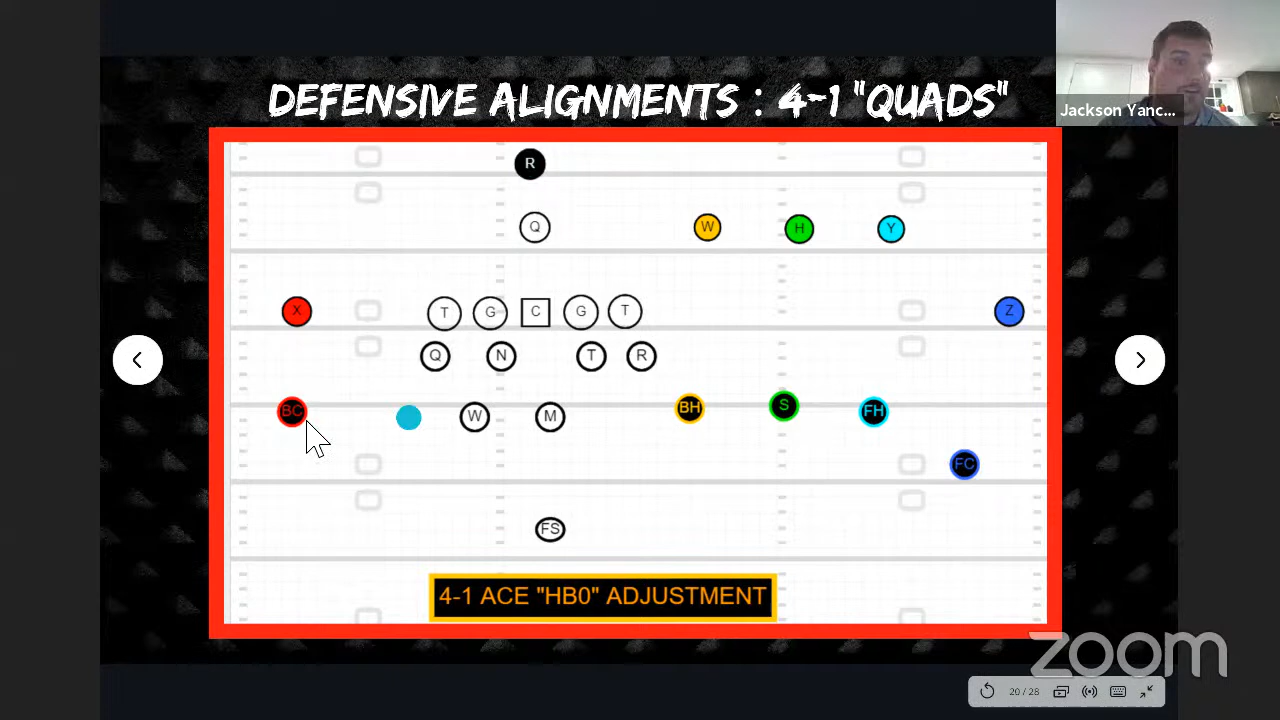 Jackson Yanc...
DEFENSIVE ALIGNMENTS : 4-1 "QUADS"
R
Q W H Y
X T G C G T Z
Q N T R
BC W M BH S FH
FC
FS
4-1 ACE "HB0" ADJUSTMENT
zoom
20 / 28